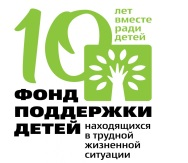 10 лет вместе
ради
детей
ФОНД
ПОДДЕРЖКИ
ДЕТЕЙ
находящихся
в трудной
жизненной
ситуации